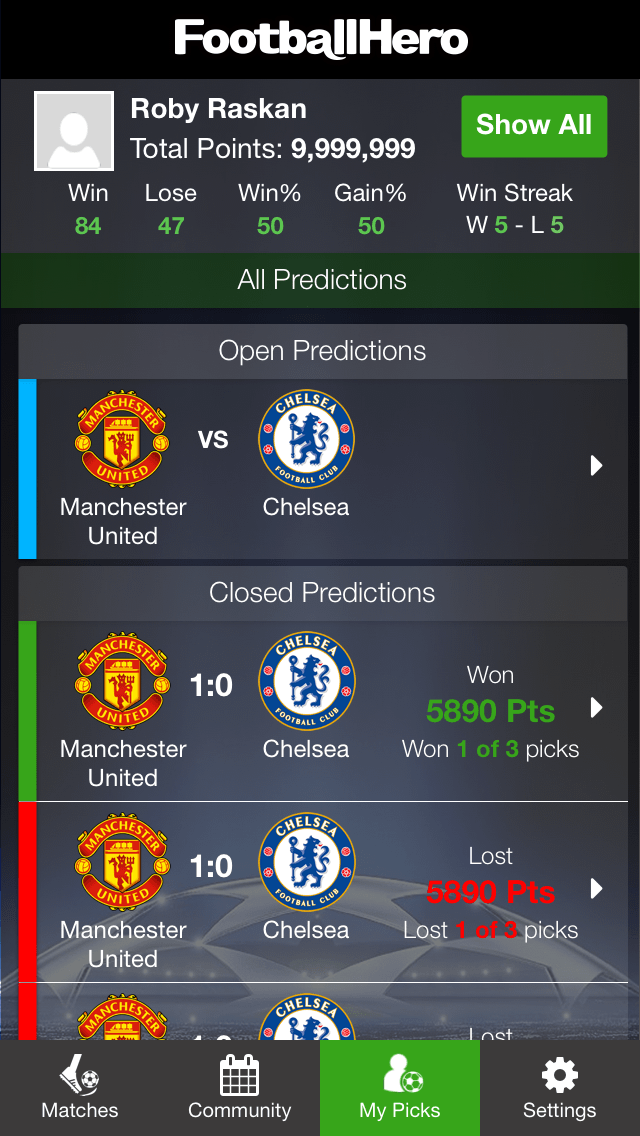 FootballHero
Roby Raskan
Total Points: 9,999,999
Show All
Win Lose Win% Gain% Win Streak
84 47 50 50 W 5 - L 5
All Predictions
Open Predictions
MANCHESTER UNITED
vs
CHELSEA FOOTBALL CLUB
Manchester United
Chelsea
Closed Predictions
MANCHESTER UNITED
1:0
CHELSEA FOOTBALL CLUB
Won
5890 Pts
Won 1 of 3 picks
Manchester United
Chelsea
MANCHESTER UNITED
1:0
CHELSEA FOOTBALL CLUB
Lost
5890 Pts
Lost 1 of 3 picks
Manchester United
Chelsea
MANCHESTER
1:0
CHELSEA
Lost
Matches Community My Picks Settings